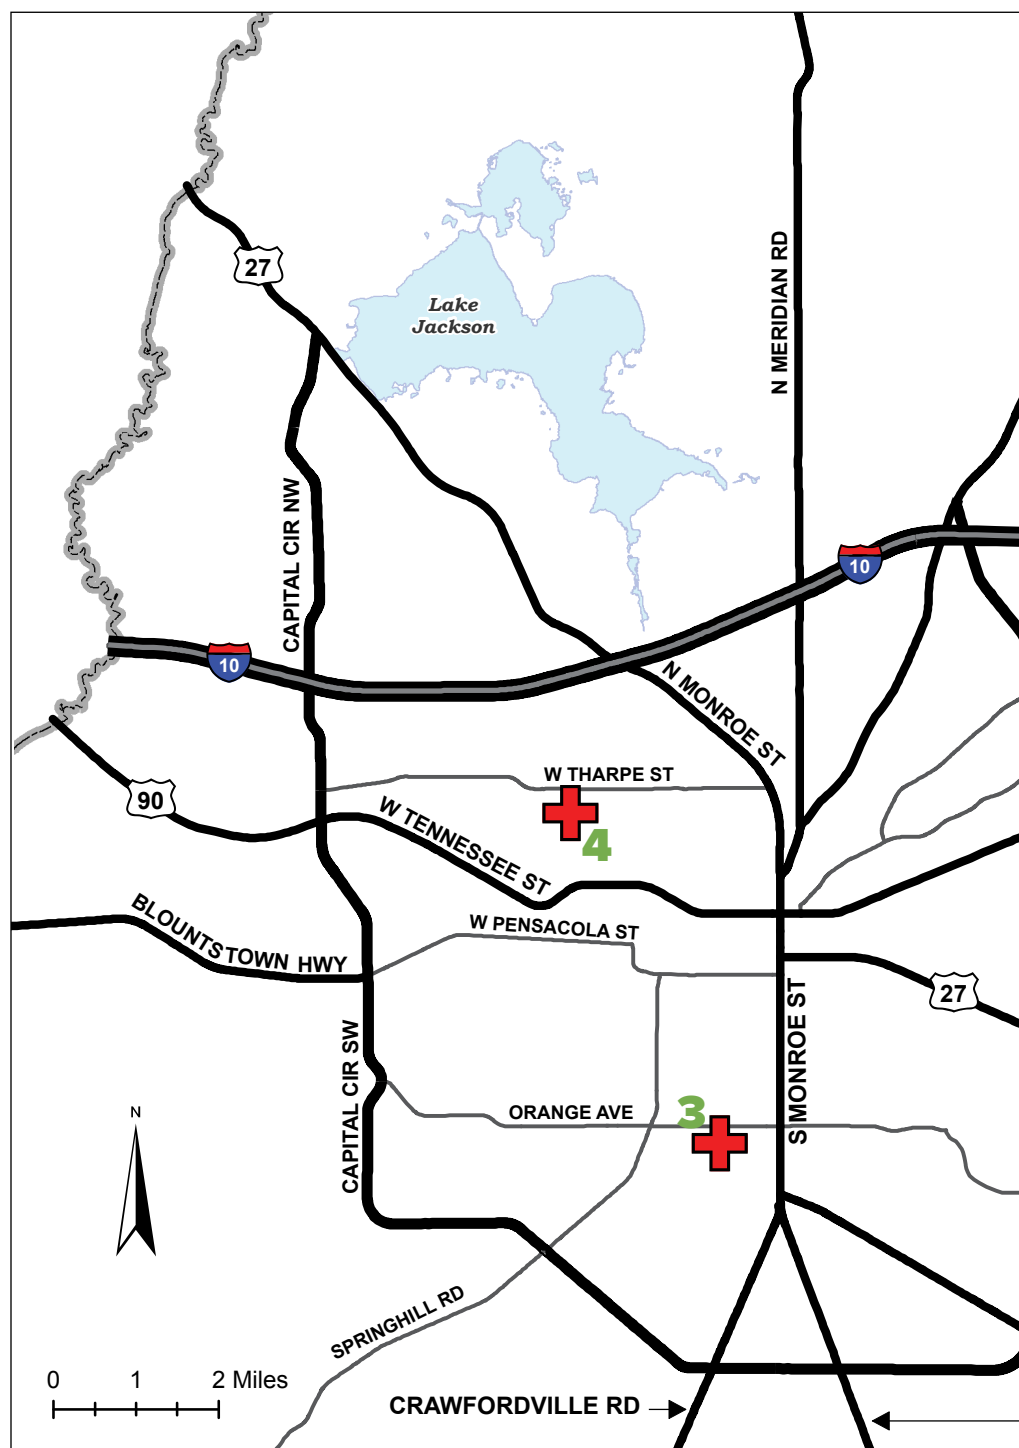 27
Lake
Jackson
N MERIDIAN RD
CAPITAL CIR NW
10
10
N MONROE ST
W THARPE ST
90
W TENNESSEE ST
4
BLOUNTSTOWN HWY
W PENSACOLA ST
27
S MONROE ST
CAPITAL CIR SW
3
ORANGE AVE
N
SPRINGHILL RD
0 1 2 Miles
CRAWFORDVILLE RD